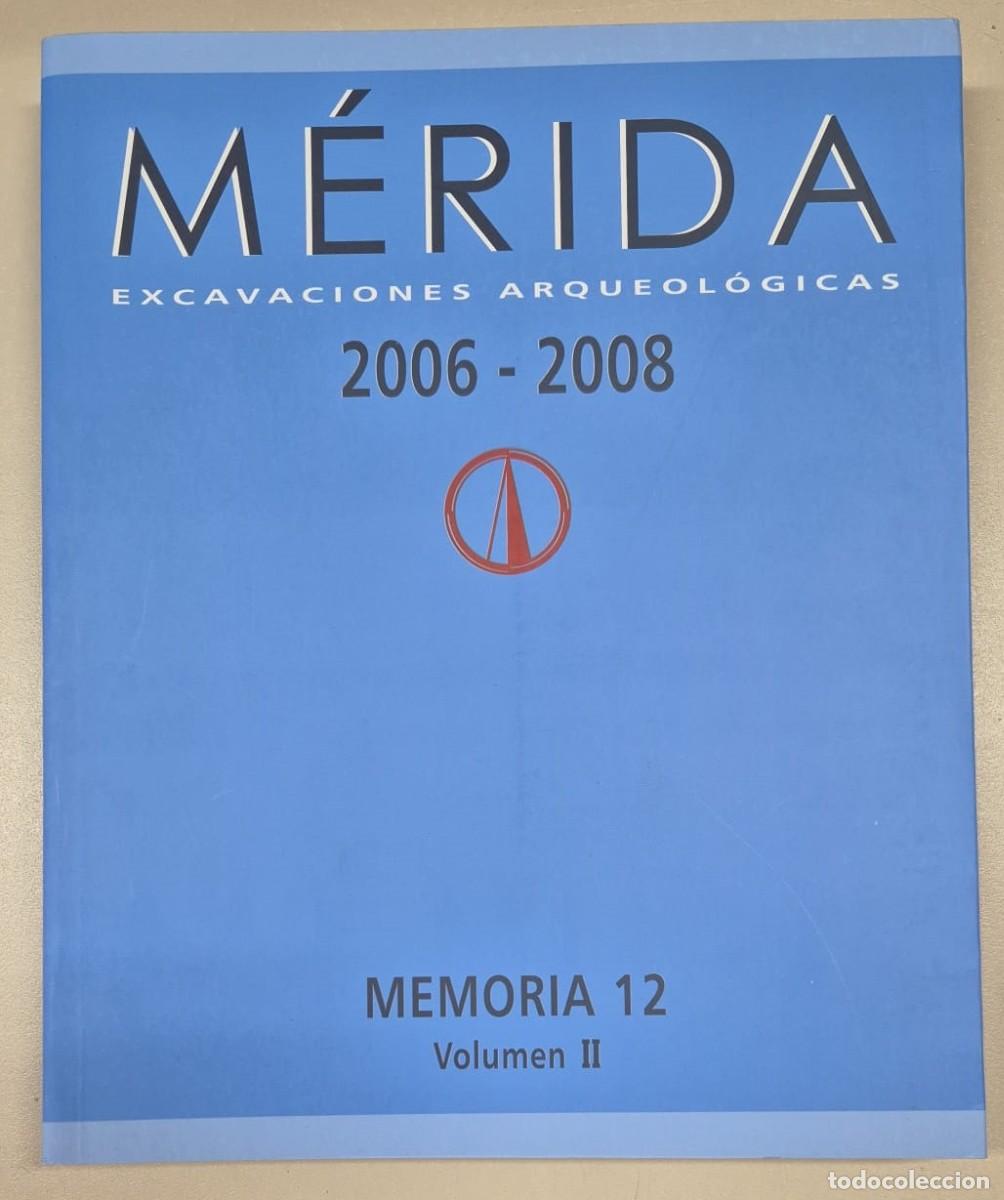 MÉRIDA
EXCAVACIONES ARQUEOLÓGICAS
2006 - 2008
MEMORIA 12
Volumen II
todocoleccion